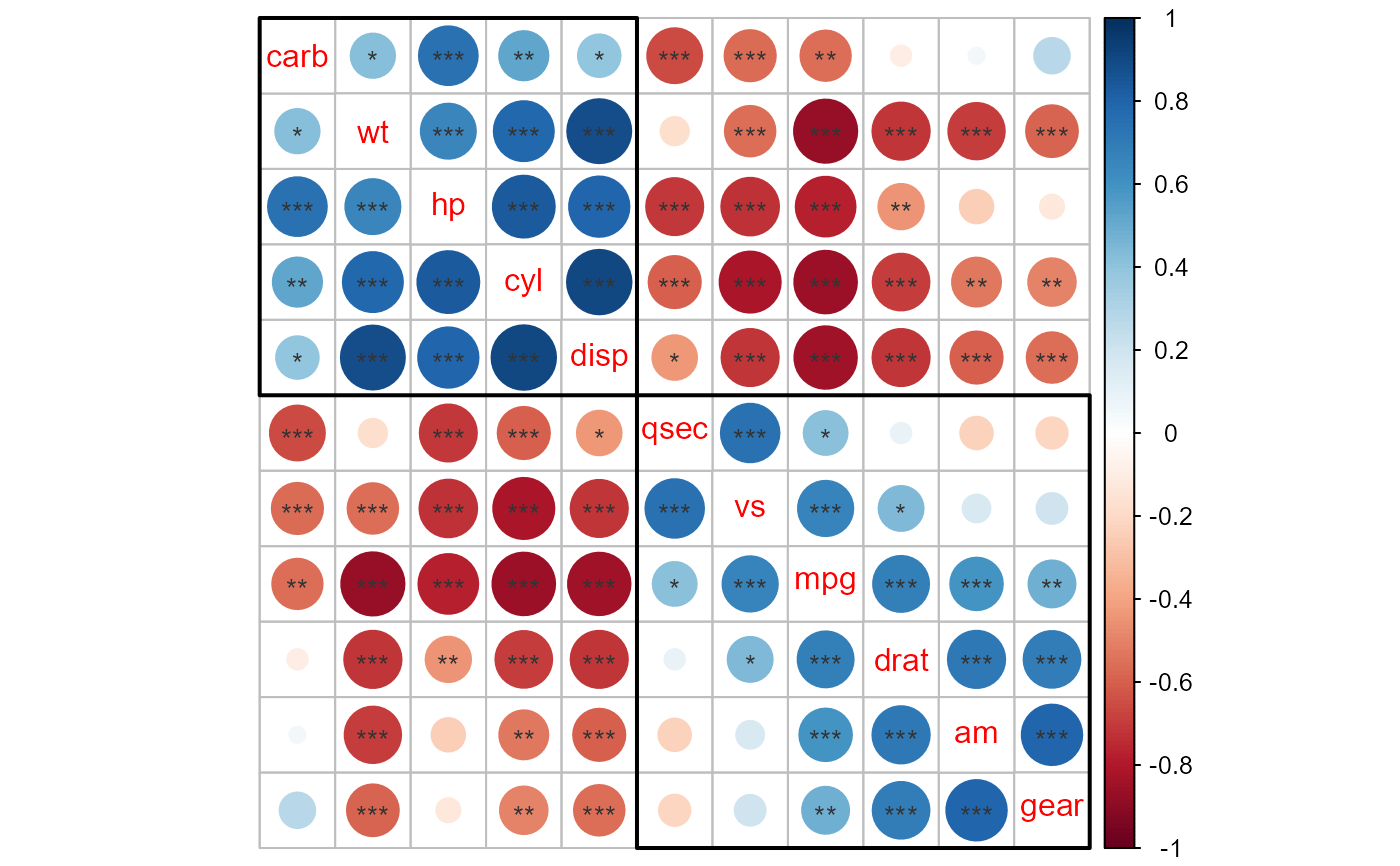 carb * *** ** * *** *** ** 1
* wt *** *** *** *** *** *** *** *** 0.8
*** *** hp *** *** *** *** *** ** 0.6
** *** *** cyl *** *** *** *** *** ** ** 0.4
* *** *** *** disp * *** *** *** *** *** 0.2
*** *** *** * qsec *** * 0
*** *** *** *** *** *** vs *** * -0.2
** *** *** *** *** * *** mpg *** *** ** -0.4
*** ** *** *** * *** drat *** *** -0.6
*** ** *** *** *** am *** -0.8
*** ** *** ** *** *** gear -1